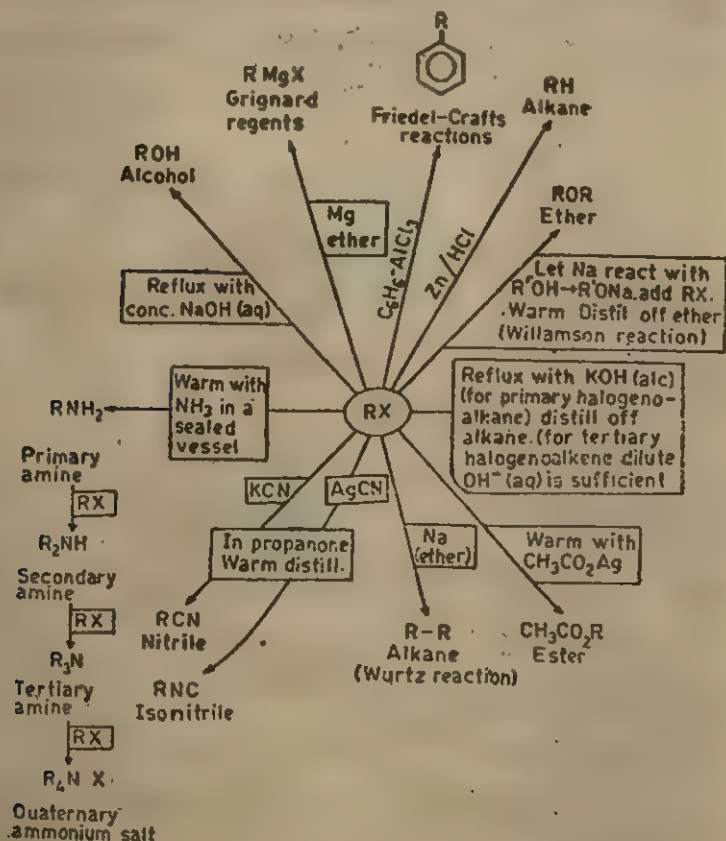 R
R MgX
Grignard
regents
Friedel-Crafts
reactions
RH
Alkane
ROH
Alcohol
ROR
Ether
Mg
ether
C6H6-AlCl3
Zn/HCl
Reflux with
conc. NaOH (aq)
Let Na react with
R'OH→R'ONa.add RX.
.Warm Distil off ether
(Willamson reaction)
RNH2
Warm with
NH3 in a
sealed
vessel
RX
Reflux with KOH (alc)
(for primary halogeno-
alkane) distill off
alkane.(for tertiary
halogenoalkene dilute
OH⁻ (aq) is sufficient
Primary
amine
RX
R2NH
Secondary
amine
RX
R3N
Tertiary
amine
RX
R4N X
Quaternary
ammonium salt
KCN
AgCN
In propanone
Warm distill.
RCN
Nitrile
RNC
Isonitrile
Na
(ether)
R-R
Alkane
(Wurtz reaction)
Warm with
CH3CO2Ag
CH3CO2R
Ester